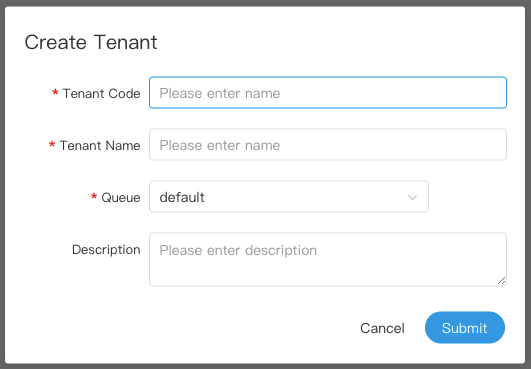 Create Tenant
* Tenant Code Please enter name
* Tenant Name Please enter name
* Queue default
Description Please enter description
Cancel Submit